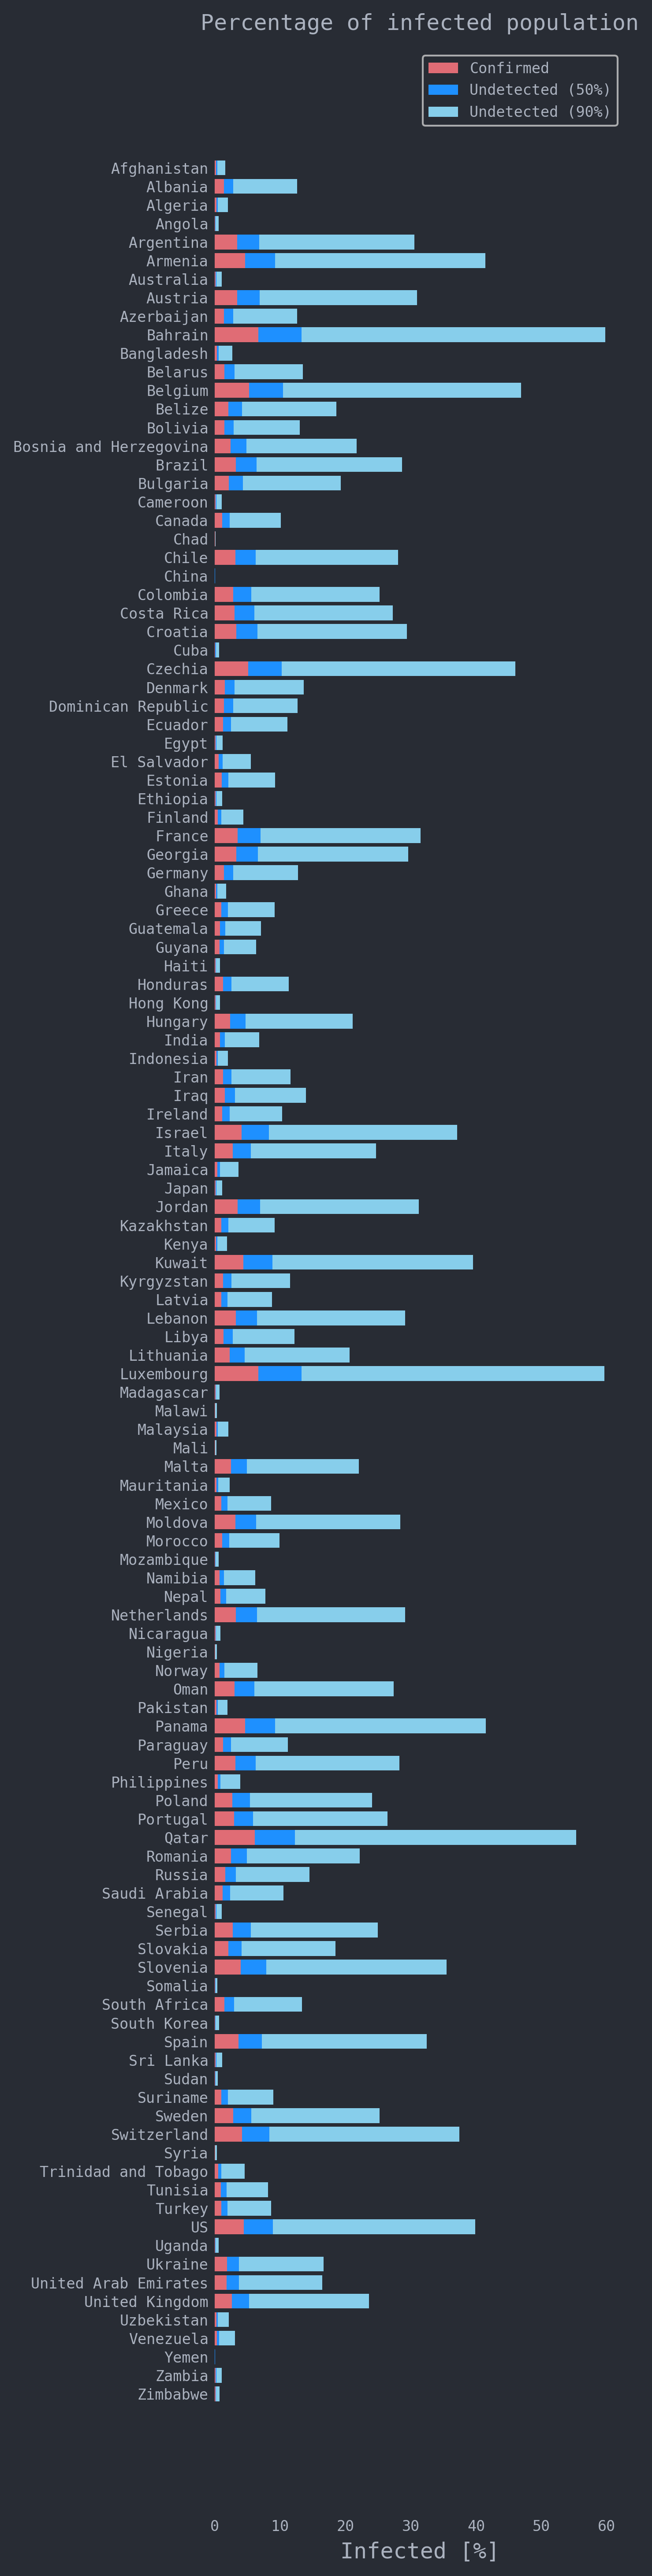 Percentage of infected population
Confirmed
Undetected (50%)
Undetected (90%)
Afghanistan
Albania
Algeria
Angola
Argentina
Armenia
Australia
Austria
Azerbaijan
Bahrain
Bangladesh
Belarus
Belgium
Belize
Bolivia
Bosnia and Herzegovina
Brazil
Bulgaria
Cameroon
Canada
Chad
Chile
China
Colombia
Costa Rica
Croatia
Cuba
Czechia
Denmark
Dominican Republic
Ecuador
Egypt
El Salvador
Estonia
Ethiopia
Finland
France
Georgia
Germany
Ghana
Greece
Guatemala
Guyana
Haiti
Honduras
Hong Kong
Hungary
India
Indonesia
Iran
Iraq
Ireland
Israel
Italy
Jamaica
Japan
Jordan
Kazakhstan
Kenya
Kuwait
Kyrgyzstan
Latvia
Lebanon
Libya
Lithuania
Luxembourg
Madagascar
Malawi
Malaysia
Mali
Malta
Mauritania
Mexico
Moldova
Morocco
Mozambique
Namibia
Nepal
Netherlands
Nicaragua
Nigeria
Norway
Oman
Pakistan
Panama
Paraguay
Peru
Philippines
Poland
Portugal
Qatar
Romania
Russia
Saudi Arabia
Senegal
Serbia
Slovakia
Slovenia
Somalia
South Africa
South Korea
Spain
Sri Lanka
Sudan
Suriname
Sweden
Switzerland
Syria
Trinidad and Tobago
Tunisia
Turkey
US
Uganda
Ukraine
United Arab Emirates
United Kingdom
Uzbekistan
Venezuela
Yemen
Zambia
Zimbabwe
0 10 20 30 40 50 60
Infected [%]